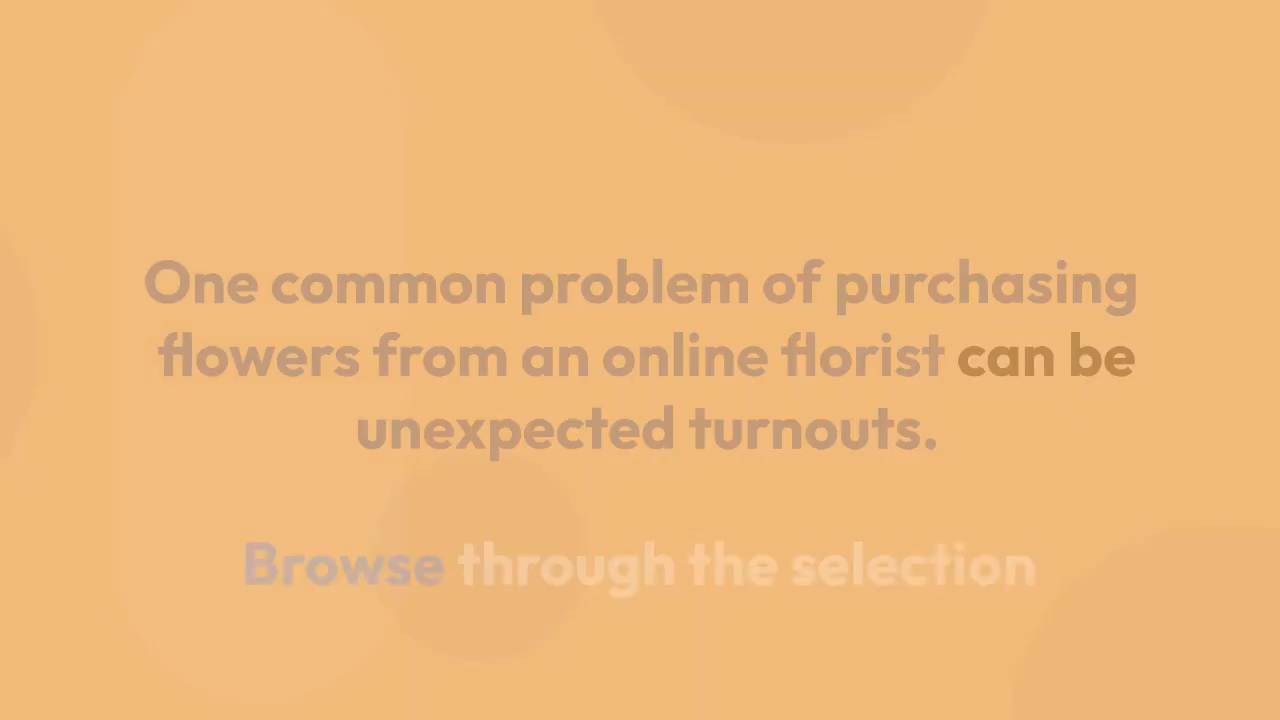 One common problem of purchasing
flowers from an online florist can be
unexpected turnouts.
Browse through the selection